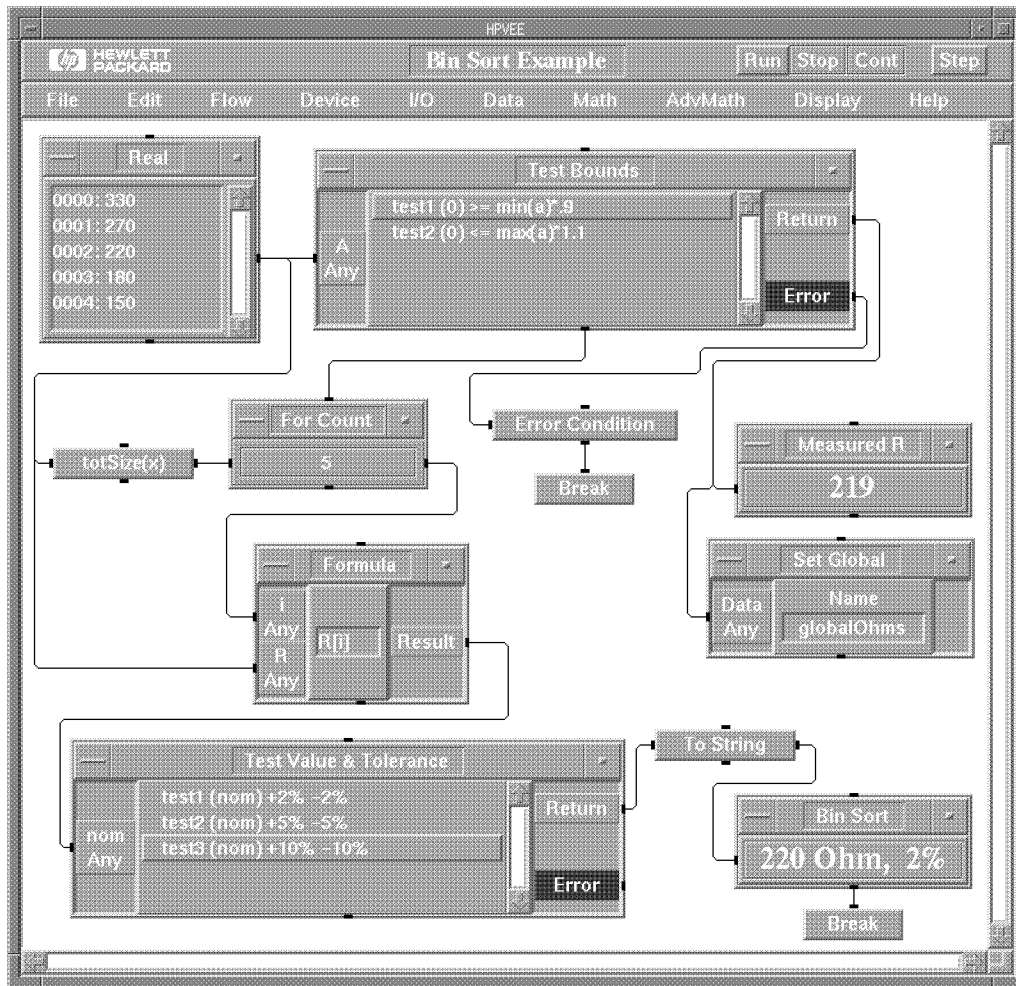 HPVEE
hp HEWLETT PACKARD
Bin Sort Example
Run Stop Cont Step
File Edit Flow Device I/O Data Math AdvMath Display Help
Real
0000: 330
0001: 270
0002: 220
0003: 180
0004: 150
Test Bounds
A
Any
test1 (0) >= min(a)*.9
test2 (0) <= max(a)*1.1
Return
Error
For Count
5
totSize(x)
Error Condition
Break
Measured R
219
Set Global
Data
Any
Name
globalOhms
Formula
i
Any
R
Any
R[i]
Result
Test Value & Tolerance
nom
Any
test1 (nom) +2% -2%
test2 (nom) +5% -5%
test3 (nom) +10% -10%
Return
Error
To String
Bin Sort
220 Ohm, 2%
Break